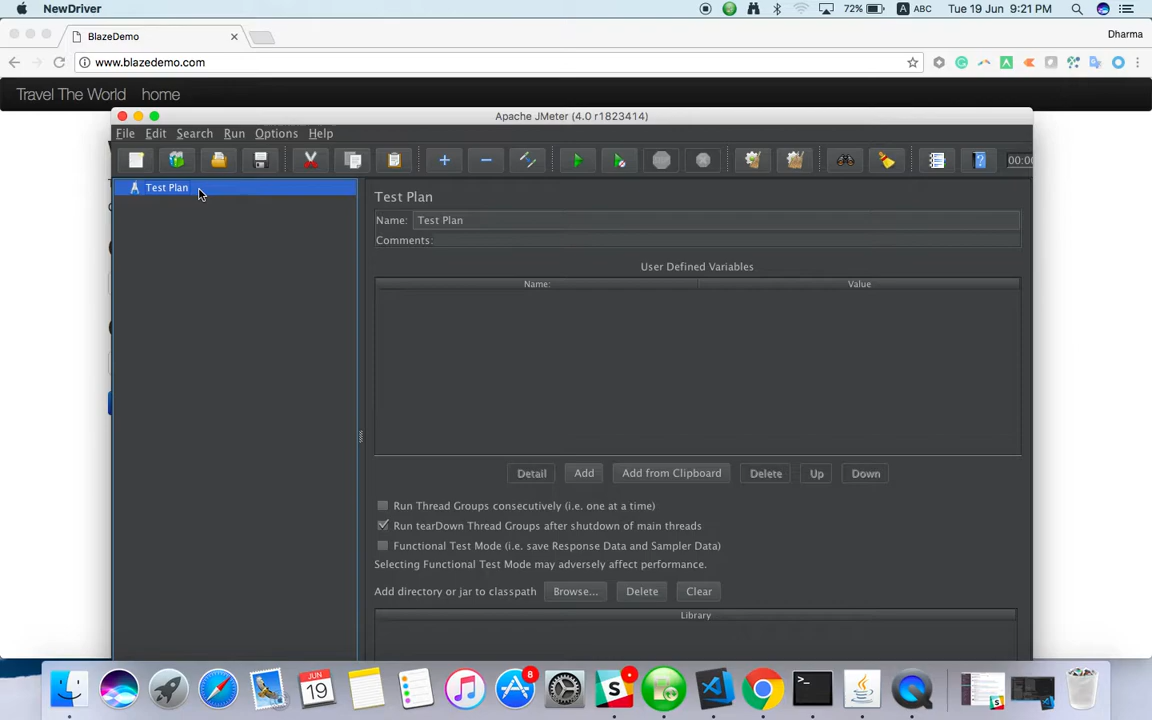 NewDriver
72%
A
ABC
Tue 19 Jun 9:21 PM
BlazeDemo
Dharma
www.blazedemo.com
Travel The World home
Apache JMeter (4.0 r1823414)
File Edit Search Run Options Help
00:00
Test Plan
Test Plan
Name: Test Plan
Comments:
User Defined Variables
Name: Value
Detail Add Add from Clipboard Delete Up Down
Run Thread Groups consecutively (i.e. one at a time)
Run tearDown Thread Groups after shutdown of main threads
Functional Test Mode (i.e. save Response Data and Sampler Data)
Selecting Functional Test Mode may adversely affect performance.
Add directory or jar to classpath Browse... Delete Clear
Library
JUN
19
8